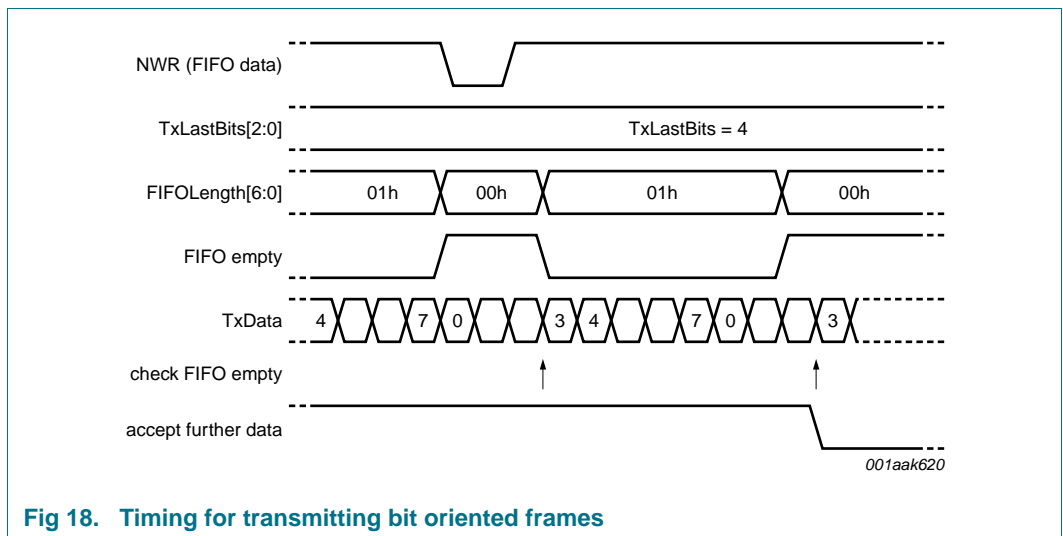 NWR (FIFO data)
TxLastBits[2:0] TxLastBits = 4
FIFOLength[6:0] 01h 00h 01h 00h
FIFO empty
TxData 4 7 0 3 4 7 0 3
check FIFO empty
accept further data
001aak620
Fig 18. Timing for transmitting bit oriented frames